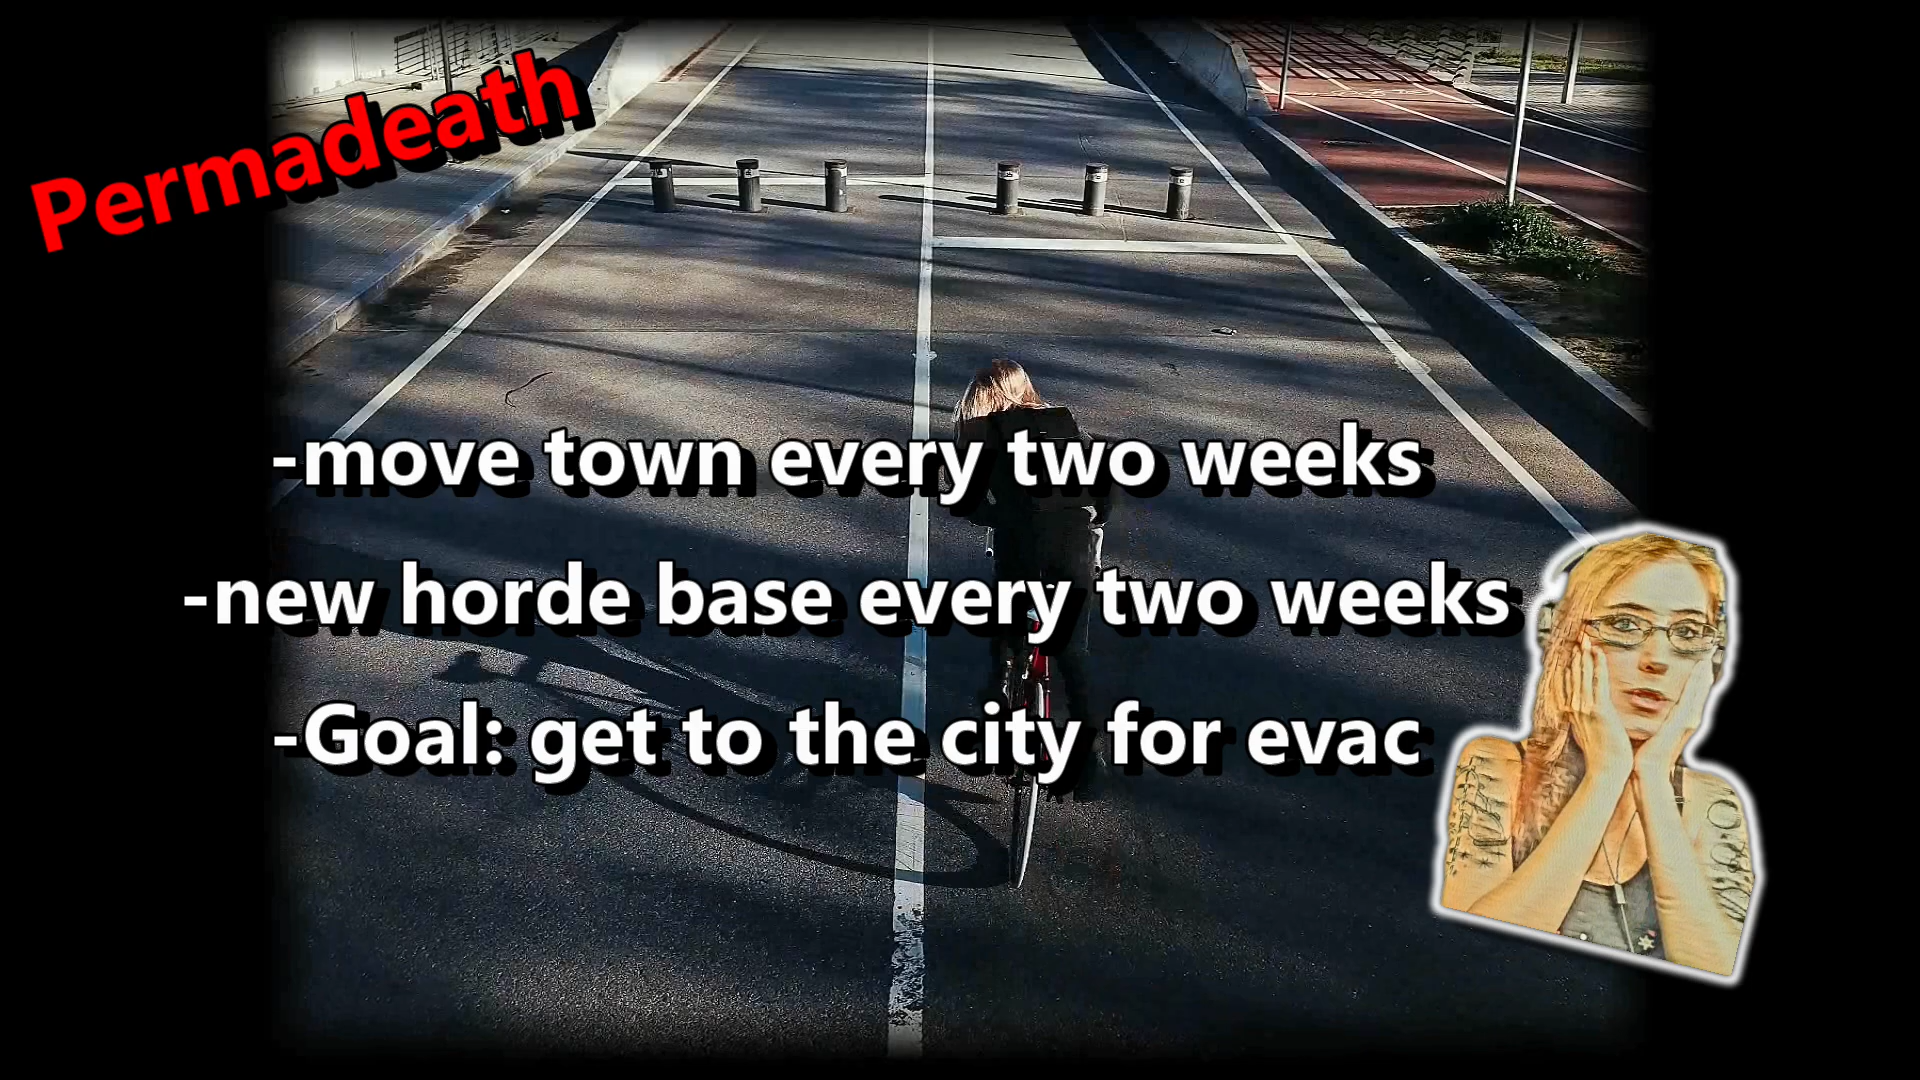 Permadeath
-move town every two weeks
-new horde base every two weeks
-Goal: get to the city for evac